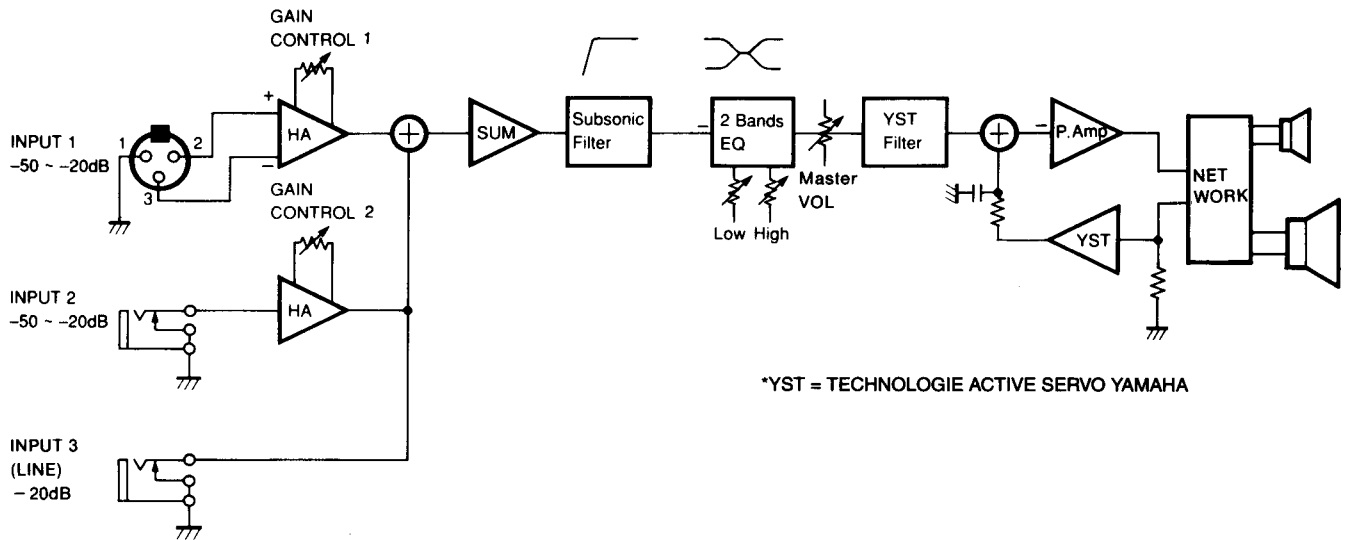 GAIN
CONTROL 1
INPUT 1
-50 ~ -20dB
1
2
3
+
-
HA
SUM
Subsonic
Filter
-
2 Bands
EQ
Low High
Master
VOL
YST
Filter
-
P. Amp
YST
NET
WORK
GAIN
CONTROL 2
INPUT 2
-50 ~ -20dB
HA
INPUT 3
(LINE)
-20dB
*YST = TECHNOLOGIE ACTIVE SERVO YAMAHA